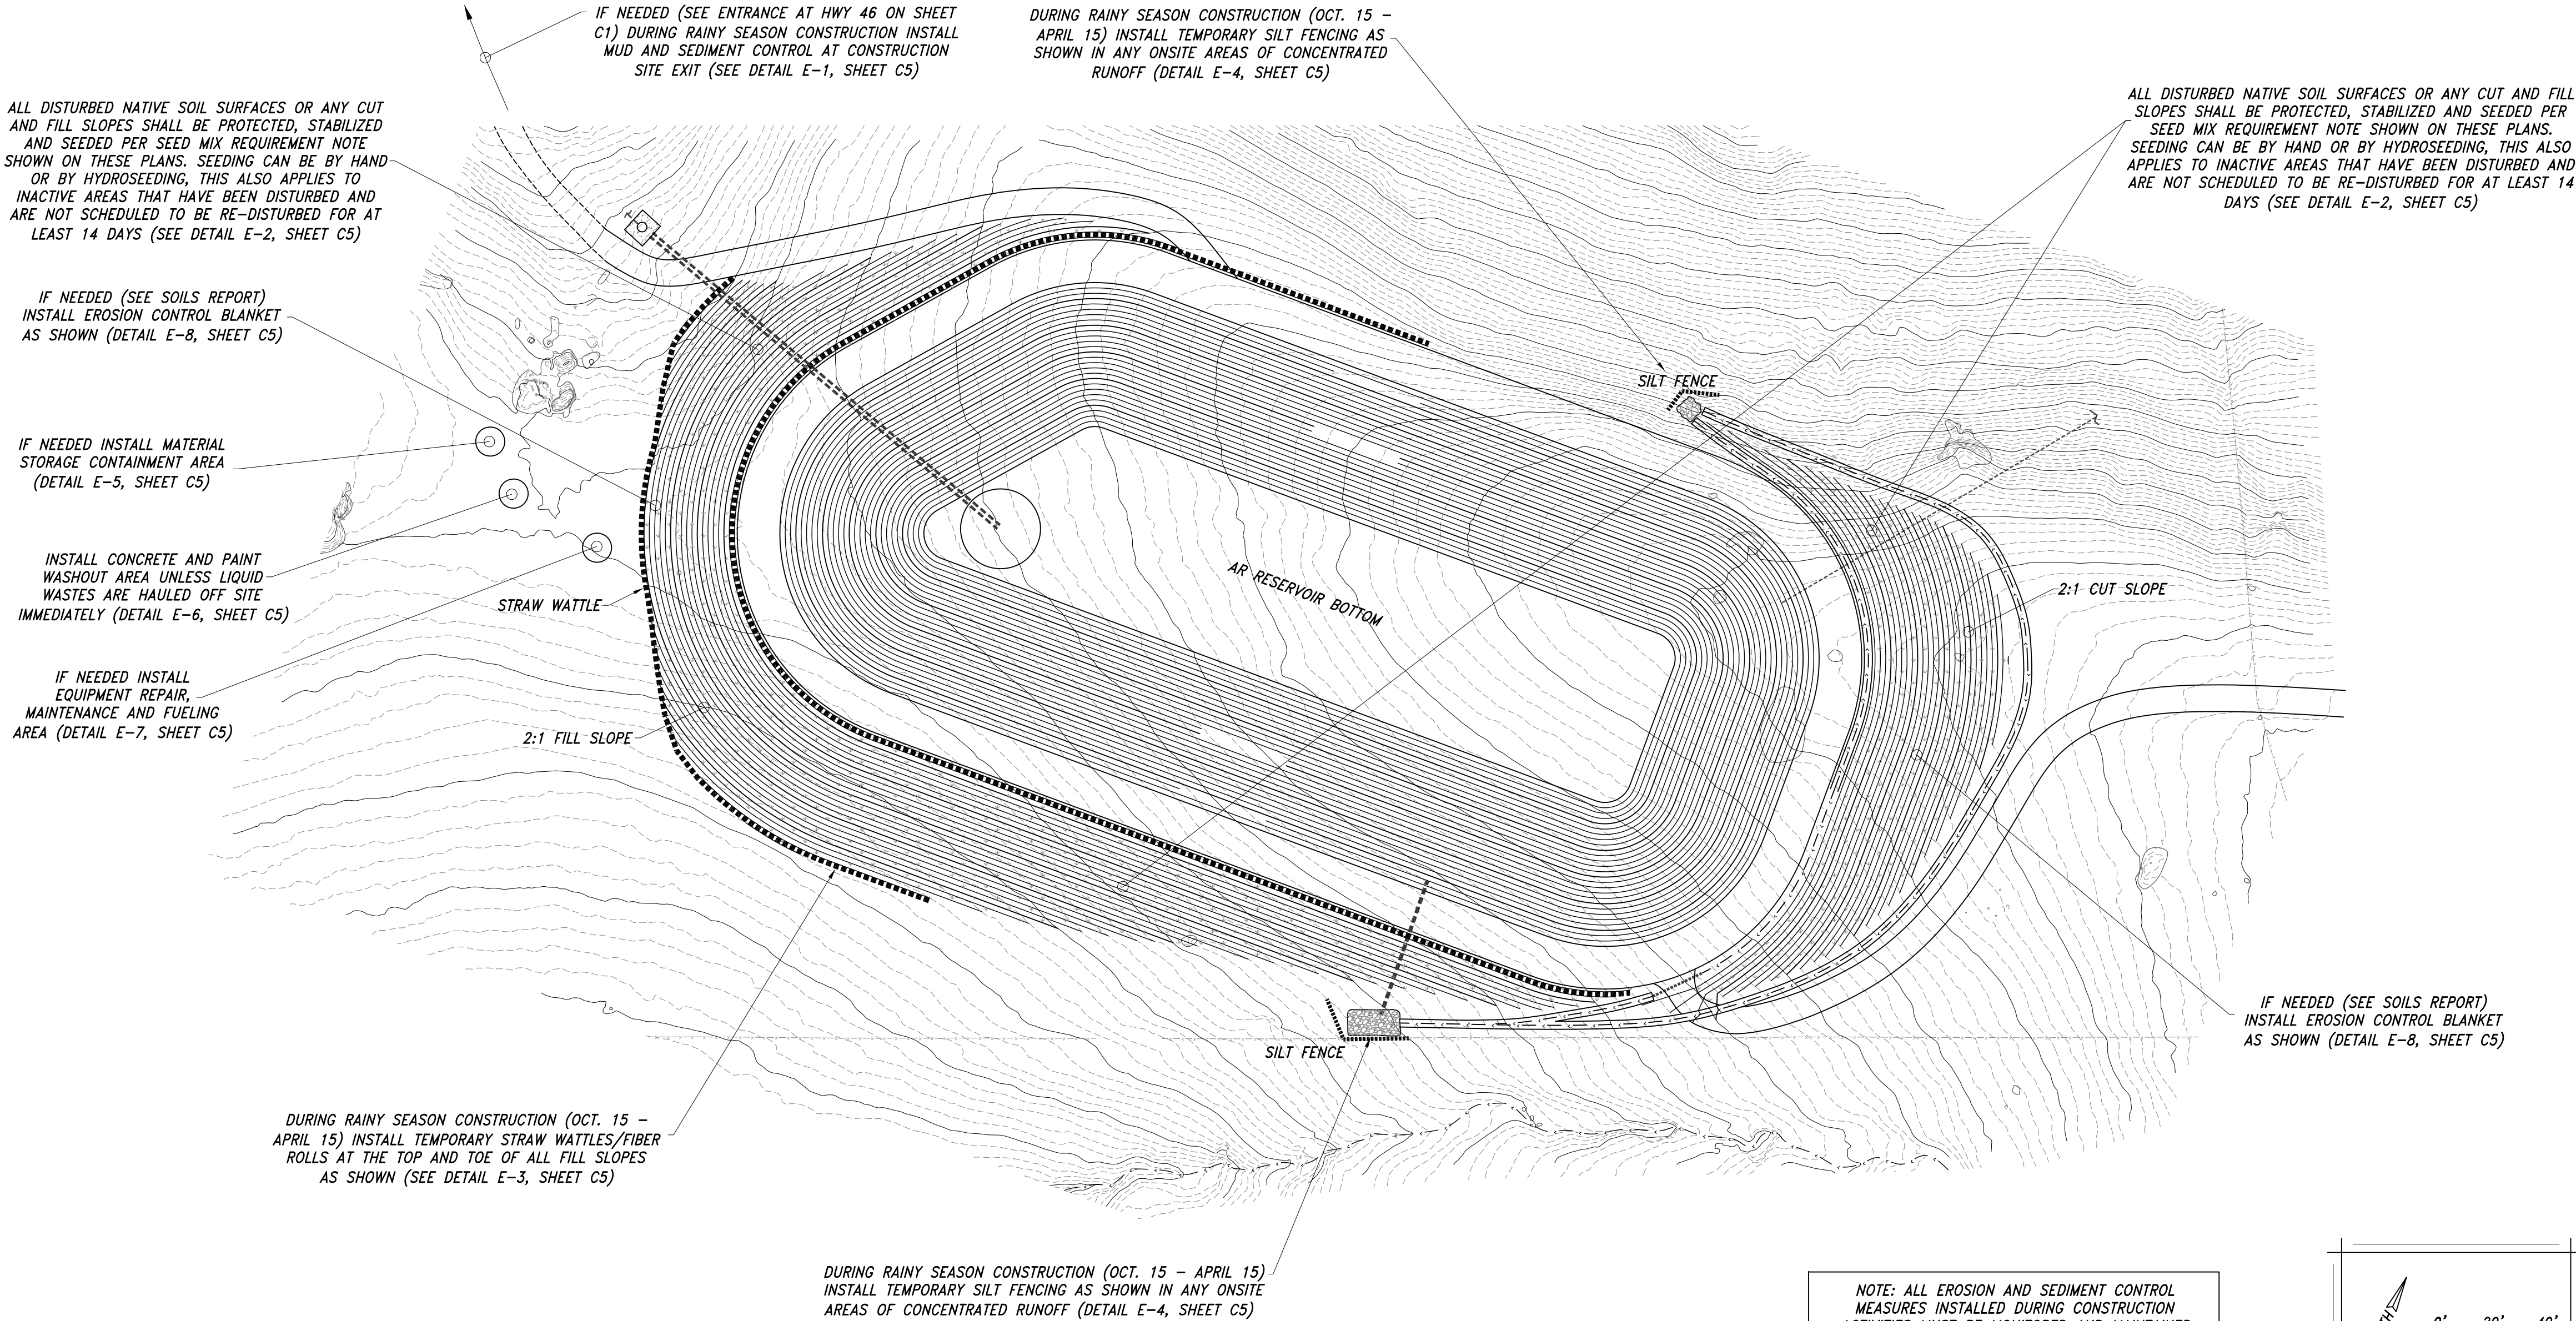 IF NEEDED (SEE ENTRANCE AT HWY 46 ON SHEET
C1) DURING RAINY SEASON CONSTRUCTION INSTALL
MUD AND SEDIMENT CONTROL AT CONSTRUCTION
SITE EXIT (SEE DETAIL E-1, SHEET C5)
DURING RAINY SEASON CONSTRUCTION (OCT. 15 –
APRIL 15) INSTALL TEMPORARY SILT FENCING AS
SHOWN IN ANY ONSITE AREAS OF CONCENTRATED
RUNOFF (DETAIL E-4, SHEET C5)
ALL DISTURBED NATIVE SOIL SURFACES OR ANY CUT
AND FILL SLOPES SHALL BE PROTECTED, STABILIZED
AND SEEDED PER SEED MIX REQUIREMENT NOTE
SHOWN ON THESE PLANS. SEEDING CAN BE BY HAND
OR BY HYDROSEEDING, THIS ALSO APPLIES TO
INACTIVE AREAS THAT HAVE BEEN DISTURBED AND
ARE NOT SCHEDULED TO BE RE-DISTURBED FOR AT
LEAST 14 DAYS (SEE DETAIL E-2, SHEET C5)
ALL DISTURBED NATIVE SOIL SURFACES OR ANY CUT AND FILL
SLOPES SHALL BE PROTECTED, STABILIZED AND SEEDED PER
SEED MIX REQUIREMENT NOTE SHOWN ON THESE PLANS.
SEEDING CAN BE BY HAND OR BY HYDROSEEDING, THIS ALSO
APPLIES TO INACTIVE AREAS THAT HAVE BEEN DISTURBED AND
ARE NOT SCHEDULED TO BE RE-DISTURBED FOR AT LEAST 14
DAYS (SEE DETAIL E-2, SHEET C5)
IF NEEDED (SEE SOILS REPORT)
INSTALL EROSION CONTROL BLANKET
AS SHOWN (DETAIL E-8, SHEET C5)
SILT FENCE
IF NEEDED INSTALL MATERIAL
STORAGE CONTAINMENT AREA
(DETAIL E-5, SHEET C5)
INSTALL CONCRETE AND PAINT
WASHOUT AREA UNLESS LIQUID
WASTES ARE HAULED OFF SITE
IMMEDIATELY (DETAIL E-6, SHEET C5)
STRAW WATTLE
AR RESERVOIR BOTTOM
2:1 CUT SLOPE
IF NEEDED INSTALL
EQUIPMENT REPAIR,
MAINTENANCE AND FUELING
AREA (DETAIL E-7, SHEET C5)
2:1 FILL SLOPE
IF NEEDED (SEE SOILS REPORT)
INSTALL EROSION CONTROL BLANKET
AS SHOWN (DETAIL E-8, SHEET C5)
SILT FENCE
DURING RAINY SEASON CONSTRUCTION (OCT. 15 –
APRIL 15) INSTALL TEMPORARY STRAW WATTLES/FIBER
ROLLS AT THE TOP AND TOE OF ALL FILL SLOPES
AS SHOWN (SEE DETAIL E-3, SHEET C5)
DURING RAINY SEASON CONSTRUCTION (OCT. 15 – APRIL 15)
INSTALL TEMPORARY SILT FENCING AS SHOWN IN ANY ONSITE
AREAS OF CONCENTRATED RUNOFF (DETAIL E-4, SHEET C5)
NOTE: ALL EROSION AND SEDIMENT CONTROL
MEASURES INSTALLED DURING CONSTRUCTION